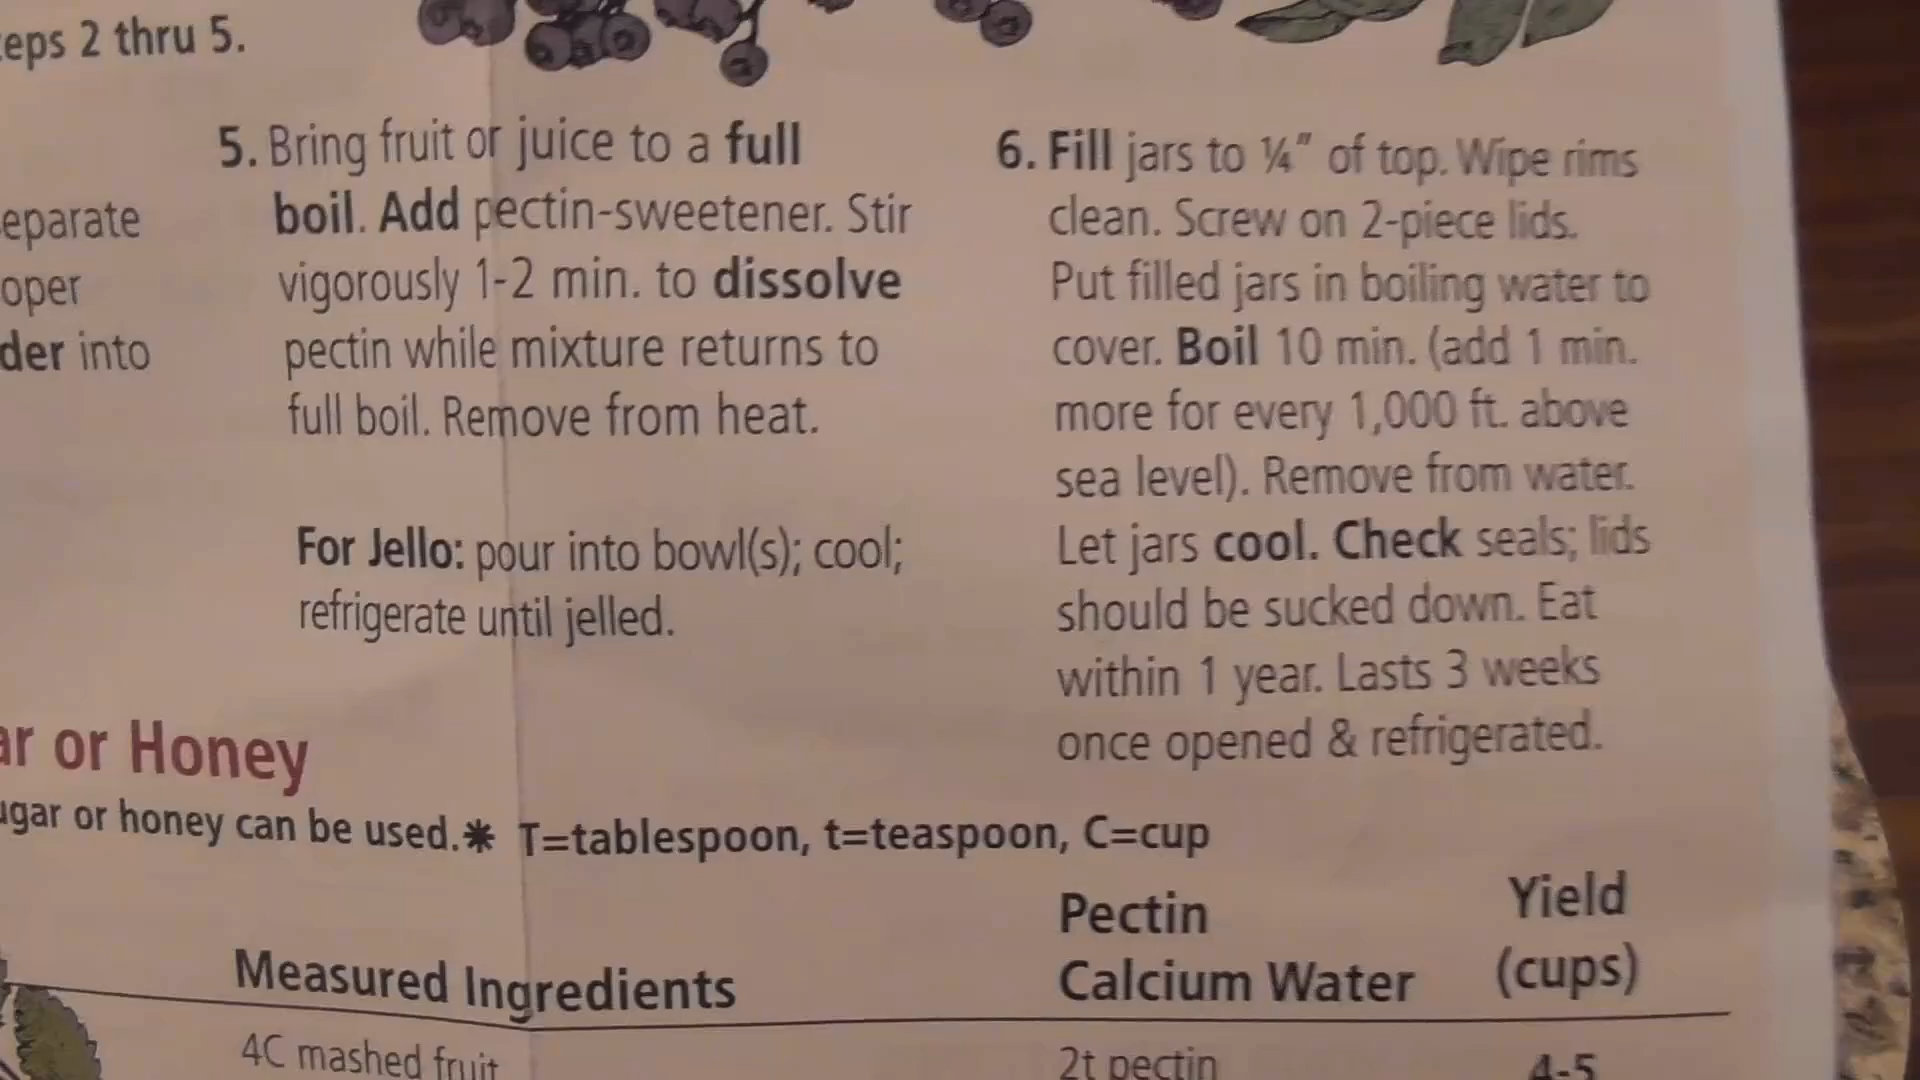 eps 2 thru 5.
eparate
oper
der into
5. Bring fruit or juice to a full
boil. Add pectin-sweetener. Stir
vigorously 1-2 min. to dissolve
pectin while mixture returns to
full boil. Remove from heat.
For Jello: pour into bowl(s); cool;
refrigerate until jelled.
6. Fill jars to ¼" of top. Wipe rims
clean. Screw on 2-piece lids.
Put filled jars in boiling water to
cover. Boil 10 min. (add 1 min.
more for every 1,000 ft. above
sea level). Remove from water.
Let jars cool. Check seals; lids
should be sucked down. Eat
within 1 year. Lasts 3 weeks
once opened & refrigerated.
ar or Honey
ugar or honey can be used.* T=tablespoon, t=teaspoon, C=cup
Measured Ingredients
Pectin
Calcium Water
Yield
(cups)
4C mashed fruit
2t pectin
4-5